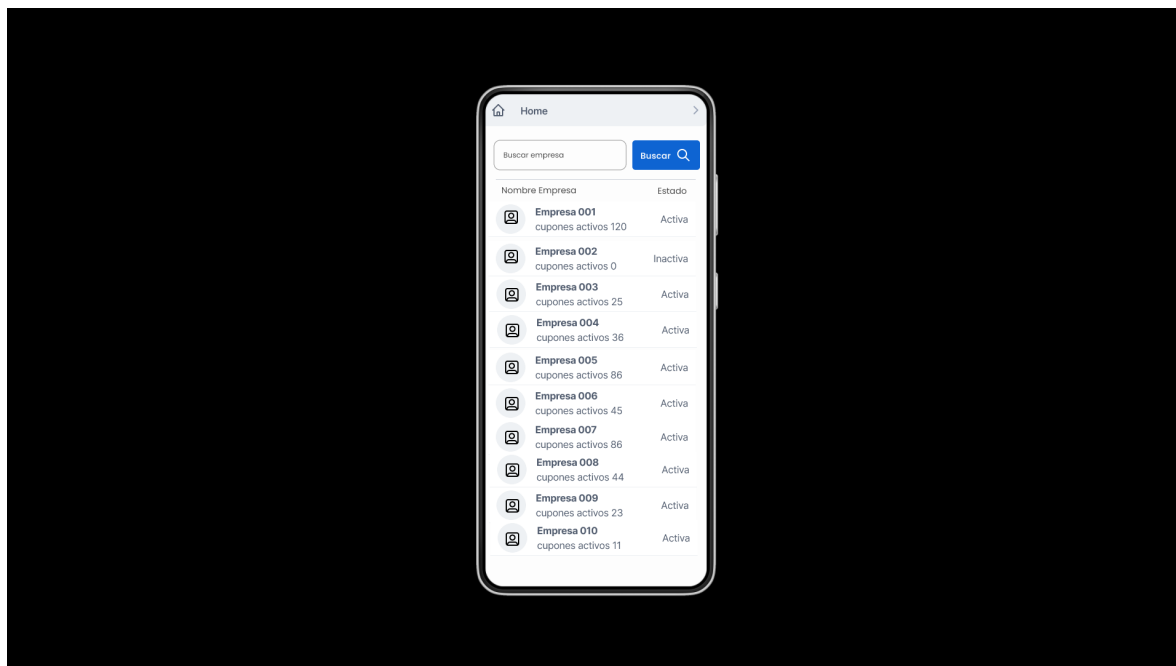 Home
Buscar empresa
Buscar
Nombre Empresa Estado
Empresa 001
cupones activos 120
Activa
Empresa 002
cupones activos 0
Inactiva
Empresa 003
cupones activos 25
Activa
Empresa 004
cupones activos 36
Activa
Empresa 005
cupones activos 86
Activa
Empresa 006
cupones activos 45
Activa
Empresa 007
cupones activos 86
Activa
Empresa 008
cupones activos 44
Activa
Empresa 009
cupones activos 23
Activa
Empresa 010
cupones activos 11
Activa